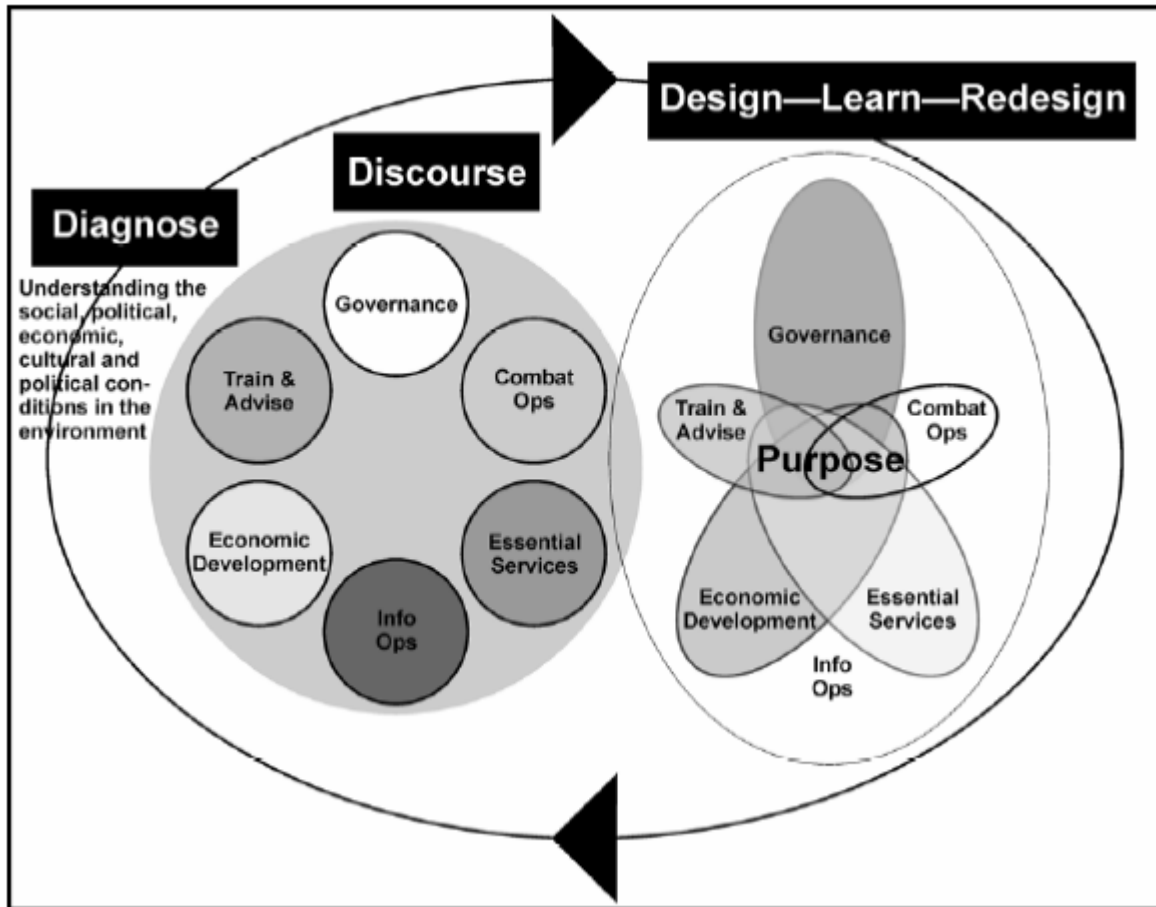 Diagnose
Understanding the
social, political,
economic,
cultural and
political con-
ditions in the
environment
Discourse
Governance
Train &
Advise
Combat
Ops
Economic
Development
Essential
Services
Info
Ops
Design—Learn—Redesign
Governance
Train &
Advise
Combat
Ops
Purpose
Economic
Development
Essential
Services
Info
Ops